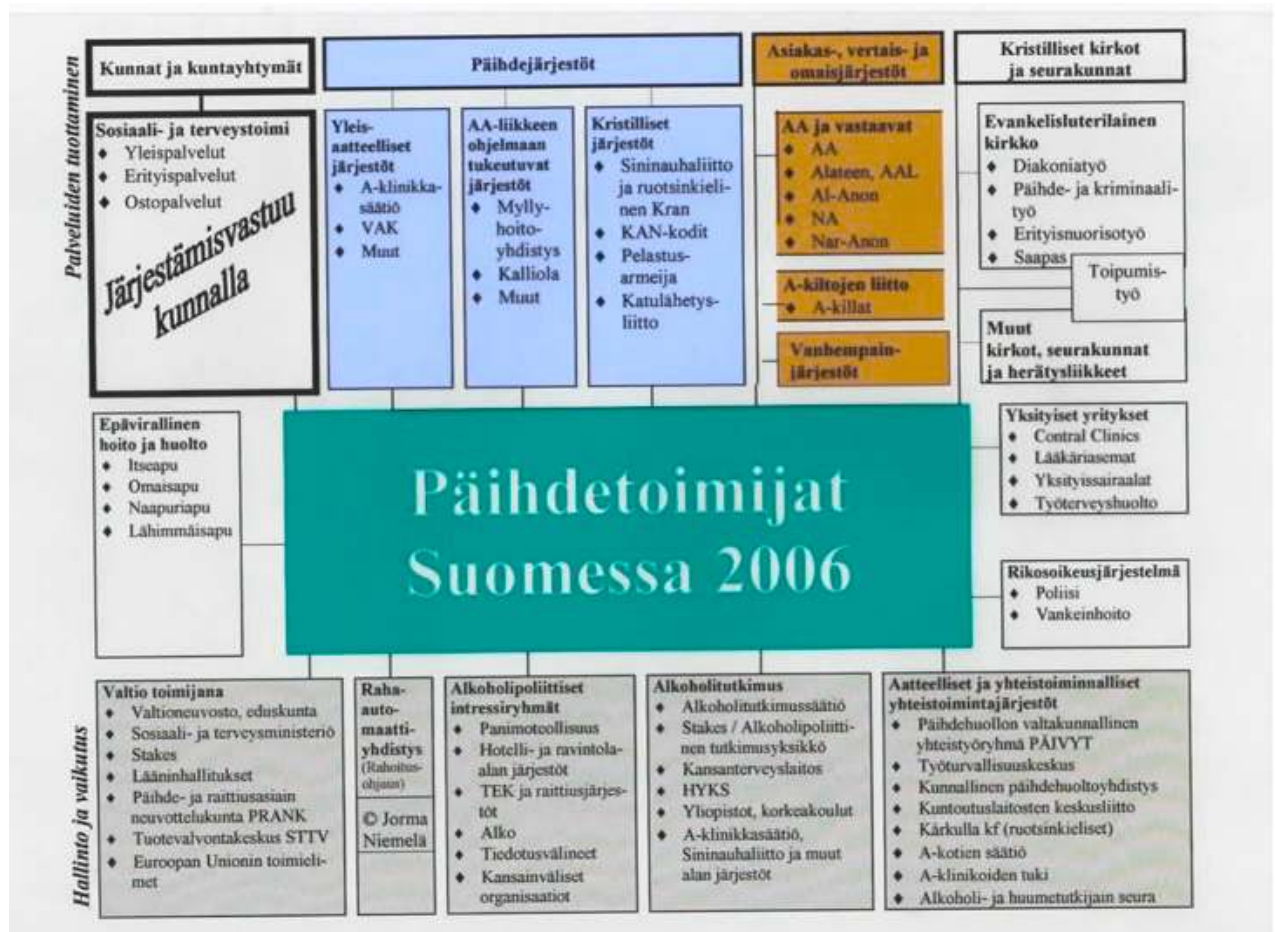 Palveluiden tuottaminen
Kunnat ja kuntayhtymät
Sosiaali- ja terveystoimi
♦ Yleispalvelut
♦ Erityispalvelut
♦ Ostopalvelut
Järjestämisvastuu
kunnalla
Päihdejärjestöt
Yleis-
aatteelliset
järjestöt
♦ A-klinikka-
säätiö
♦ VAK
♦ Muut
AA-liikkeen
ohjelmaan
tukeutuvat
järjestöt
♦ Mylly-
hoito-
yhdistys
♦ Kalliola
♦ Muut
Kristilliset
järjestöt
♦ Sininauhaliitto
ja ruotsinkieli-
nen Kran
♦ KAN-kodit
♦ Pelastus-
armeija
♦ Katulähetys-
liitto
Asiakas-, vertais- ja
omaisjärjestöt
AA ja vastaavat
♦ AA
♦ Alateen, AAL
♦ Al-Anon
♦ NA
♦ Nar-Anon
A-kiltojen liitto
♦ A-killat
Vanhempain-
järjestöt
Kristilliset kirkot
ja seurakunnat
Evankelisluterilainen
kirkko
♦ Diakoniatyö
♦ Päihde- ja kriminaali-
työ
♦ Erityisnuorisotyö
♦ Saapas
Toipumis-
työ
Muut
kirkot, seurakunnat
ja herätysliikkeet
Epävirallinen
hoito ja huolto
♦ Itseapu
♦ Omaisapu
♦ Naapuriapu
♦ Lähimmäisapu
Päihdetoimijat
Suomessa 2006
Yksityiset yritykset
♦ Contral Clinics
♦ Lääkäriasemat
♦ Yksityissairaalat
♦ Työterveyshuolto
Rikosoikeusjärjestelmä
♦ Poliisi
♦ Vankeinhoito
Hallinto ja vaikutus
Valtio toimijana
♦ Valtioneuvosto, eduskunta
♦ Sosiaali- ja terveysministeriö
♦ Stakes
♦ Lääninhallitukset
♦ Päihde- ja raittiusasiain
neuvottelukunta PRANK
♦ Tuotevalvontakeskus STTV
♦ Euroopan Unionin toimieli-
met
Raha-
auto-
maatti-
yhdistys
(Rahoitus-
ohjaus)
© Jorma
Niemelä
Alkoholipoliittiset
intressiryhmät
♦ Panimoteollisuus
♦ Hotelli- ja ravintola-
alan järjestöt
♦ TEK ja raittiusjärjes-
töt
♦ Alko
♦ Tiedotusvälineet
♦ Kansainväliset
organisaatiot
Alkoholitutkimus
♦ Alkoholitutkimussäätiö
♦ Stakes / Alkoholipoliitti-
nen tutkimusyksikkö
♦ Kansanterveyslaitos
♦ HYKS
♦ Yliopistot, korkeakoulut
♦ A-klinikkasäätiö,
Sininauhaliitto ja muut
alan järjestöt
Aatteelliset ja yhteistoiminnalliset
yhteistoimintajärjestöt
♦ Päihdehuollon valtakunnallinen
yhteistyöryhmä PÄIVYT
♦ Työturvallisuuskeskus
♦ Kunnallinen päihdehuoltoyhdistys
♦ Kuntoutuslaitosten keskusliitto
♦ Kårkulla kf (ruotsinkieliset)
♦ A-kotien säätiö
♦ A-klinikoiden tuki
♦ Alkoholi- ja huumetutkijain seura